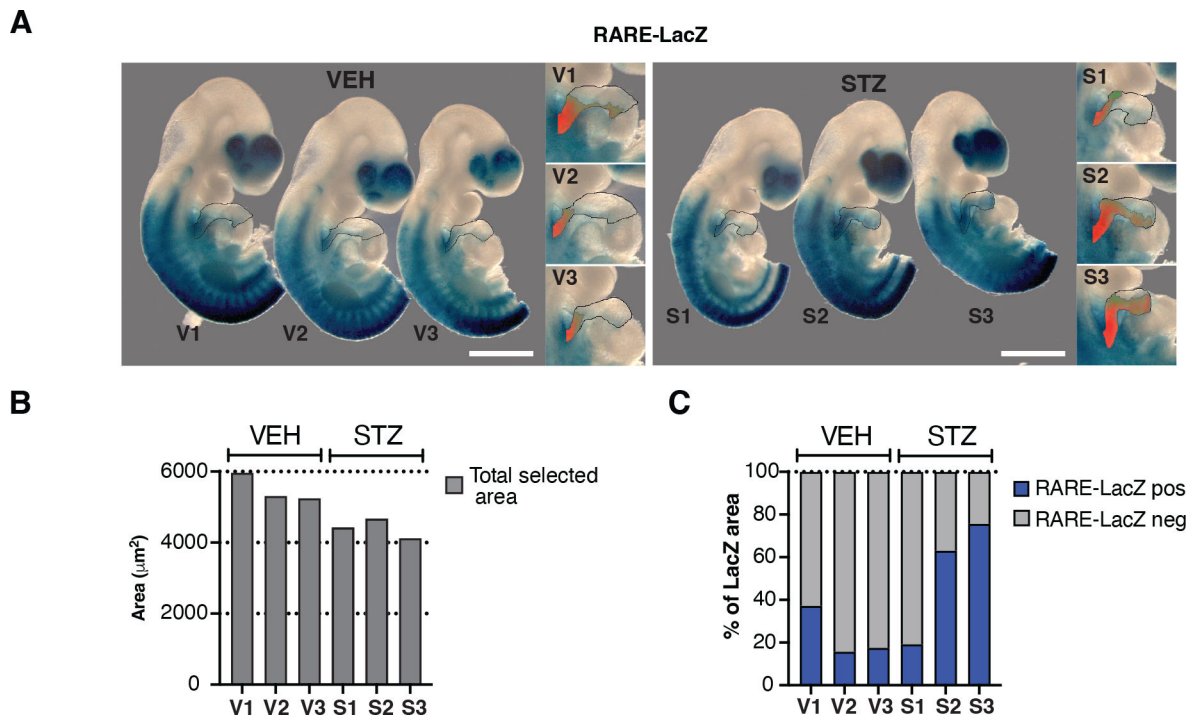 A
RARE-LacZ
VEH
V1
V2
V3
V1
V2
V3
STZ
S1
S2
S3
S1
S2
S3
B
VEH STZ
6000
4000
2000
0
Area (μm²)
V1 V2 V3 S1 S2 S3
Total selected
area
C
VEH STZ
100
80
60
40
20
0
% of LacZ area
V1 V2 V3 S1 S2 S3
RARE-LacZ pos
RARE-LacZ neg